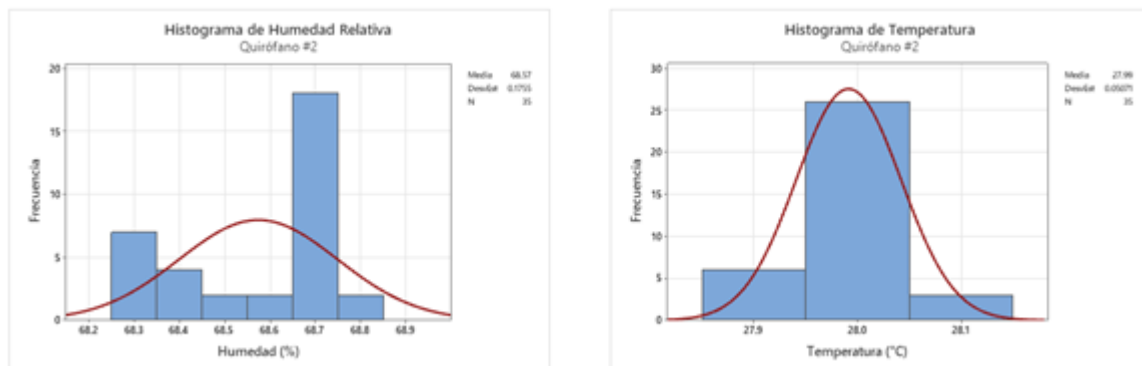 Histograma de Humedad Relativa
Quirófano #2
Media 68.57
Desv.Est. 0.1755
N 35
20
15
10
5
0
Frecuencia
68.2 68.3 68.4 68.5 68.6 68.7 68.8 68.9
Humedad (%)
Histograma de Temperatura
Quirófano #2
Media 27.99
Desv.Est. 0.05071
N 35
30
25
20
15
10
5
0
Frecuencia
27.9 28.0 28.1
Temperatura (°C)